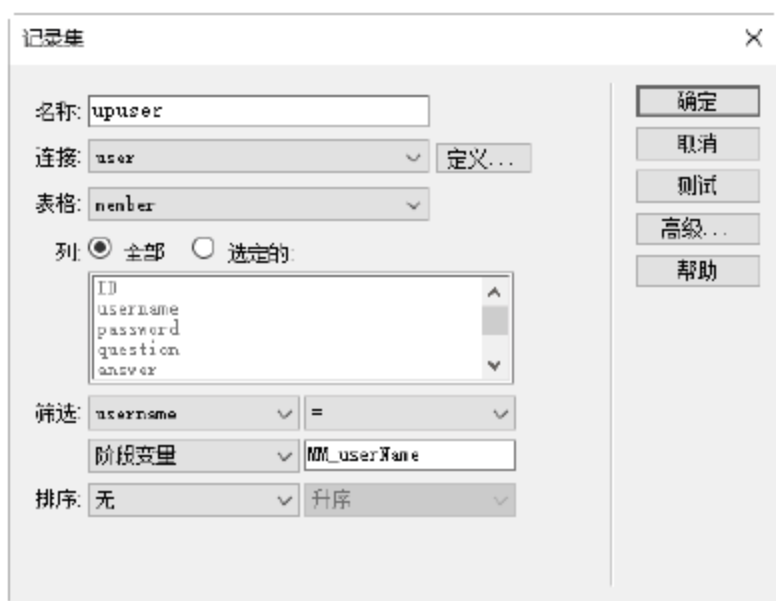 记录集
名称: upuser
确定
连接: user 定义...
取消
表格: member
测试
列: 全部 选定的:
高级...
帮助
ID
username
password
question
answer
筛选: username =
阶段变量 MM_userName
排序: 无 升序